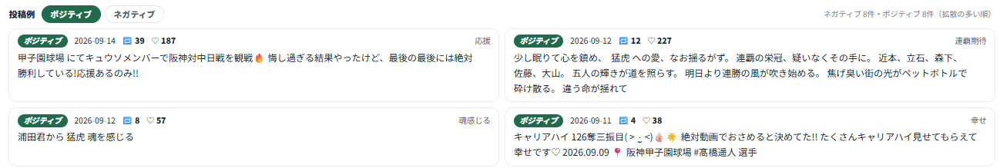 投稿例 ポジティブ ネガティブ ネガティブ 8件・ポジティブ 8件（拡散の多い順）
ポジティブ 2026-09-14 🔁 39 ♡ 187 応援
甲子園球場 にてキュウソメンバーで阪神対中日戦を観戦🔥 悔し過ぎる結果やったけど、最後の最後には絶対
勝利している!応援あるのみ!!
ポジティブ 2026-09-12 🔁 12 ♡ 227 連覇期待
少し眠りて心を鎮め、 猛虎 への愛、なお揺るがず。 連覇の栄冠、疑いなくその手に。 近本、立石、森下、
佐藤、大山。 五人の輝きが道を照らす。 明日より連勝の風が吹き始める。 焦げ臭い街の光がペットボトルで
砕け散る。 違う命が揺れて
ポジティブ 2026-09-12 🔁 8 ♡ 57 魂感じる
浦田君から 猛虎 魂を感じる
ポジティブ 2026-09-11 🔁 4 ♡ 38 幸せ
キャリアハイ 126奪三振目( > ·̫ <)👍🏻 ☀️ 絶対動画でおさめると決めてた!! たくさんキャリアハイ見せてもらえて
幸せです♡ 2026.09.09 📍 阪神甲子園球場 #髙橋遥人 選手